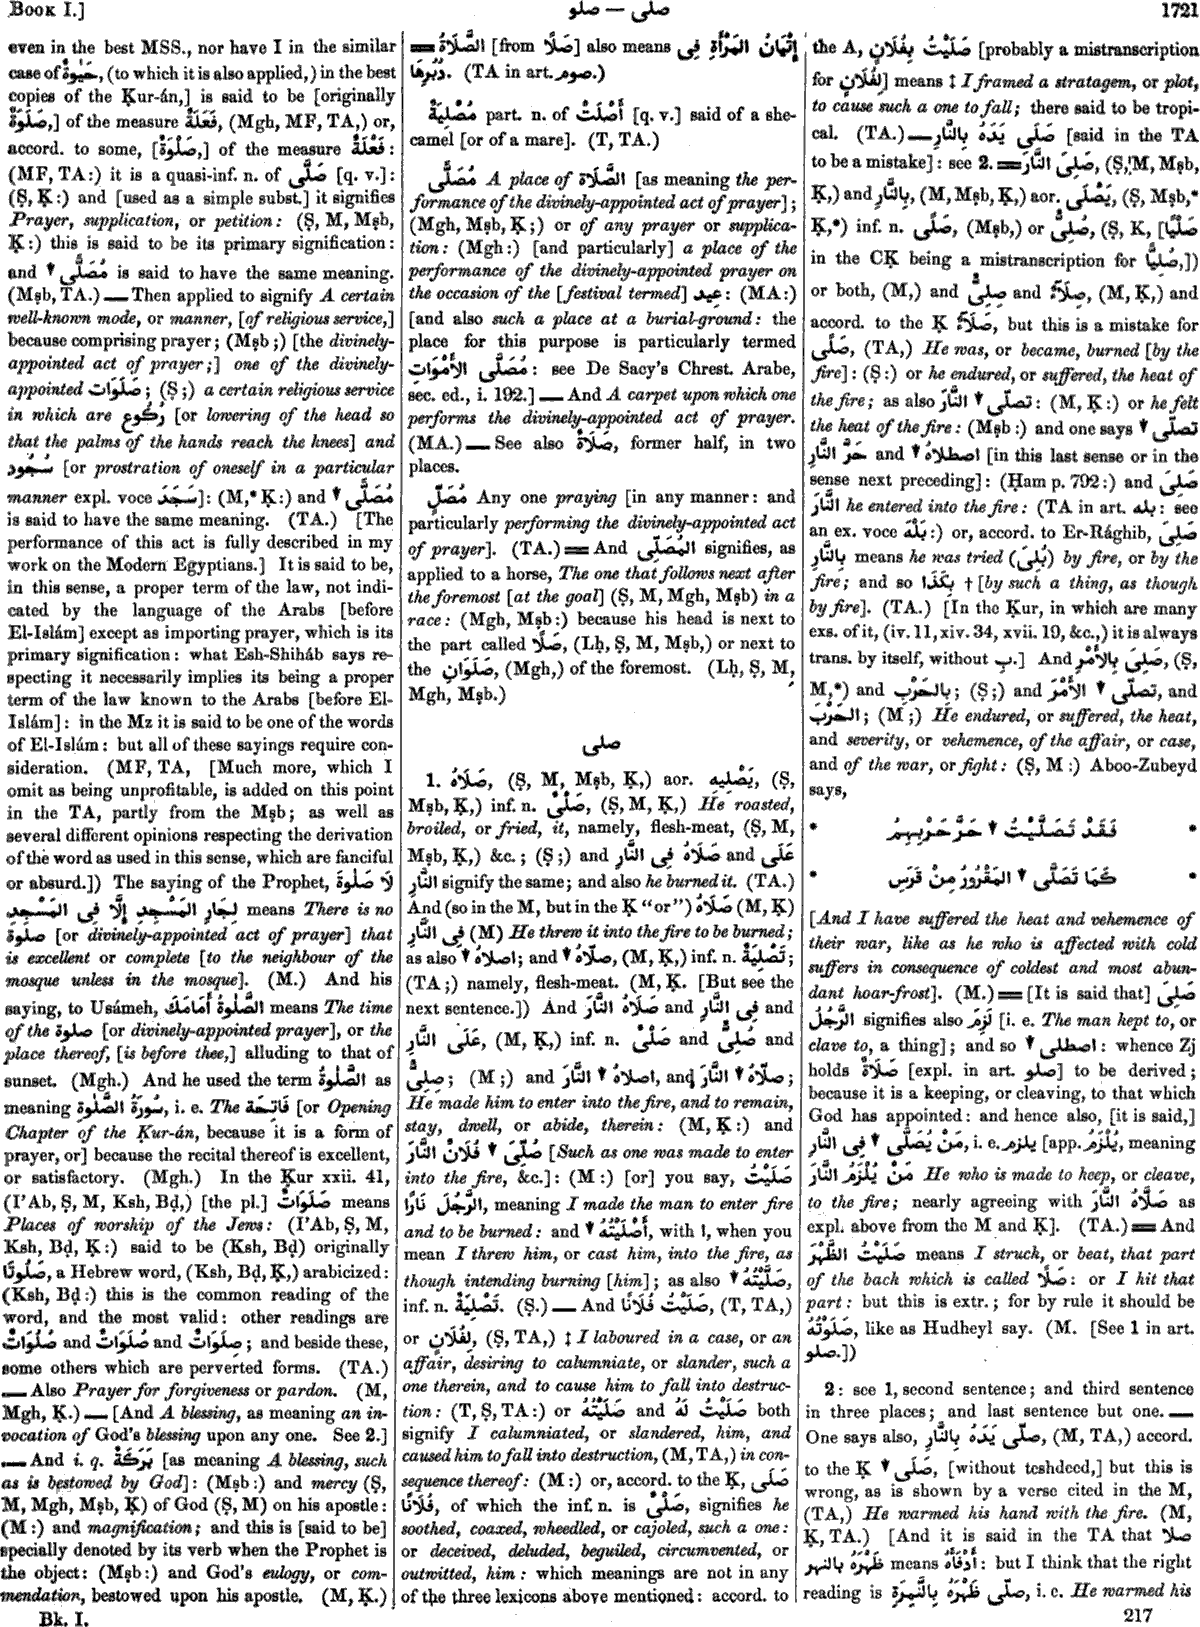 Book I.]
صلو — صلى
1721
even in the best MSS., nor have I in the similar
case of حَيٰوةٌ, (to which it is also applied,) in the best
copies of the Ḳur-án,] is said to be [originally
صَلَوَةٌ,] of the measure فَعَلَةٌ, (Mgh, MF, TA,) or,
accord. to some, [صَلْوَةٌ,] of the measure فَعْلَةٌ:
(MF, TA:) it is a quasi-inf. n. of صَلَّى [q. v.]:
(Ṣ, Ḳ:) and [used as a simple subst.] it signifies
Prayer, supplication, or petition: (Ṣ, M, Mṣb,
Ḳ:) this is said to be its primary signification:
and ▼ مُصَلًّى is said to have the same meaning.
(Mṣb, TA.) — Then applied to signify A certain
well-known mode, or manner, [of religious service,]
because comprising prayer; (Mṣb;) [the divinely-
appointed act of prayer;] one of the divinely-
appointed صَلَوَات; (Ṣ;) a certain religious service
in which are رُكُوع [or lowering of the head so
that the palms of the hands reach the knees] and
سُجُود [or prostration of oneself in a particular
manner expl. voce سَجَدَ]: (M,* Ḳ:) and ▼ مُصَلًّى
is said to have the same meaning. (TA.) [The
performance of this act is fully described in my
work on the Modern Egyptians.] It is said to be,
in this sense, a proper term of the law, not indi-
cated by the language of the Arabs [before
El-Islám] except as importing prayer, which is its
primary signification: what Esh-Shiháb says re-
specting it necessarily implies its being a proper
term of the law known to the Arabs [before El-
Islám]: in the Mz it is said to be one of the words
of El-Islám: but all of these sayings require con-
sideration. (MF, TA, [Much more, which I
omit as being unprofitable, is added on this point
in the TA, partly from the Mṣb; as well as
several different opinions respecting the derivation
of the word as used in this sense, which are fanciful
or absurd.]) The saying of the Prophet, لَا صَلٰوةَ
لِجَارِ المَسْجِدِ إِلَّا فِى المَسْجِدِ means There is no
صلوة [or divinely-appointed act of prayer] that
is excellent or complete [to the neighbour of the
mosque unless in the mosque]. (M.) And his
saying, to Usámeh, الصَّلٰوةُ أَمَامَكَ means The time
of the صلوة [or divinely-appointed prayer], or the
place thereof, [is before thee,] alluding to that of
sunset. (Mgh.) And he used the term الصَّلٰوةُ as
meaning سُورَةُ الصَّلٰوةِ, i. e. The فَاتِحَة [or Opening
Chapter of the Ḳur-án, because it is a form of
prayer, or] because the recital thereof is excellent,
or satisfactory. (Mgh.) In the Ḳur xxii. 41,
(I'Ab, Ṣ, M, Ksh, Bḍ,) [the pl.] صَلَوَاتٌ means
Places of worship of the Jews: (I'Ab, Ṣ, M,
Ksh, Bḍ, Ḳ:) said to be (Ksh, Bḍ) originally
صَلُوتَا, a Hebrew word, (Ksh, Bḍ, Ḳ,) arabicized:
(Ksh, Bḍ:) this is the common reading of the
word, and the most valid: other readings are
صُلُوَاتٌ and صُلَوَاتٌ and صِلَوَاتٌ; and beside these,
some others which are perverted forms. (TA.)
— Also Prayer for forgiveness or pardon. (M,
Mgh, Ḳ.) — [And A blessing, as meaning an in-
vocation of God's blessing upon any one. See 2.]
— And i. q. بَرَكَةٌ [as meaning A blessing, such
as is bestowed by God]: (Mṣb:) and mercy (Ṣ,
M, Mgh, Mṣb, Ḳ) of God (Ṣ, M) on his apostle:
(M:) and magnification; and this is [said to be]
specially denoted by its verb when the Prophet is
the object: (Mṣb:) and God's eulogy, or com-
mendation, bestowed upon his apostle. (M, Ḳ.)
Bk. I.
═ الصَّلَاةُ [from صَلًا] also means إِتْيَانُ المَرْأَةِ فِى
دُبُرِهَا. (TA in art. صوم.)
مُصْلِيَةٌ part. n. of أَصْلَتْ [q. v.] said of a she-
camel [or of a mare]. (T, TA.)
مُصَلًّى A place of الصَّلَاة [as meaning the per-
formance of the divinely-appointed act of prayer];
(Mgh, Mṣb, Ḳ;) or of any prayer or supplica-
tion: (Mgh:) [and particularly] a place of the
performance of the divinely-appointed prayer on
the occasion of the [festival termed] عيد: (MA:)
[and also such a place at a burial-ground: the
place for this purpose is particularly termed
مُصَلَّى الأَمْوَاتِ: see De Sacy's Chrest. Arabe,
sec. ed., i. 192.] — And A carpet upon which one
performs the divinely-appointed act of prayer.
(MA.) — See also صَلَاةٌ, former half, in two
places.
مُصَلٍّ Any one praying [in any manner: and
particularly performing the divinely-appointed act
of prayer]. (TA.) ═ And المُصَلِّى signifies, as
applied to a horse, The one that follows next after
the foremost [at the goal] (Ṣ, M, Mgh, Mṣb) in a
race: (Mgh, Mṣb:) because his head is next to
the part called صَلًا, (Lḥ, Ṣ, M, Mṣb,) or next to
the صَلَوَانِ, (Mgh,) of the foremost. (Lḥ, Ṣ, M,
Mgh, Mṣb.)
صلى
1. صَلَاهُ, (Ṣ, M, Mṣb, Ḳ,) aor. يَصْلِيهِ, (Ṣ,
Mṣb, Ḳ,) inf. n. صَلْىٌ, (Ṣ, M, Ḳ,) He roasted,
broiled, or fried, it, namely, flesh-meat, (Ṣ, M,
Mṣb, Ḳ,) &c.; (Ṣ;) and صَلَاهُ فِى النَّارِ and عَلَى
النَّارِ signify the same; and also he burned it. (TA.)
And (so in the M, but in the Ḳ "or") صَلَاهُ (M, Ḳ)
فِى النَّارِ (M) He threw it into the fire to be burned;
as also ▼ اصلاهُ; and ▼ صلّاهُ, (M, Ḳ,) inf. n. تَصْلِيَةٌ;
(TA;) namely, flesh-meat. (M, Ḳ. [But see the
next sentence.]) And صَلَاهُ النَّارَ and فِى النَّارِ and
عَلَى النَّارِ, (M, Ḳ,) inf. n. صَلْىٌ and صُلِىٌّ and
صِلِىٌّ; (M;) and اصلاهُ ▼ النَّارَ, and صلّاهُ ▼ النَّارَ;
He made him to enter into the fire, and to remain,
stay, dwell, or abide, therein: (M, Ḳ:) and
صُلِّىَ ▼ فُلَانٌ النَّارَ [Such as one was made to enter
into the fire, &c.]: (M:) [or] you say, صَلَيْتُ
الرَّجُلَ نَارًا, meaning I made the man to enter fire
and to be burned: and ▼ أَصْلَيْتُهُ, with ا, when you
mean I threw him, or cast him, into the fire, as
though intending burning [him]; as also ▼ صَلَّيْتُهُ,
inf. n. تَصْلِيَةٌ. (Ṣ.) — And صَلَيْتُ فُلَانًا, (T, TA,)
or لِفُلَانٍ, (Ṣ, TA,) ‡ I laboured in a case, or an
affair, desiring to calumniate, or slander, such a
one therein, and to cause him to fall into destruc-
tion: (T, Ṣ, TA:) or صَلَيْتُهُ and صَلَيْتُ لَهُ both
signify I calumniated, or slandered, him, and
caused him to fall into destruction, (M, TA,) in con-
sequence thereof: (M:) or, accord. to the Ḳ, صَلَى
فُلَانًا, of which the inf. n. is صَلْىٌ, signifies he
soothed, coaxed, wheedled, or cajoled, such a one:
or deceived, deluded, beguiled, circumvented, or
outwitted, him: which meanings are not in any
of the three lexicons above mentioned: accord. to
the A, صَلَيْتُ بِفُلَانٍ [probably a mistranscription
for لِفُلَانٍ] means ‡ I framed a stratagem, or plot,
to cause such a one to fall; there said to be tropi-
cal. (TA.) — صَلَى يَدَهُ بِالنَّارِ [said in the TA
to be a mistake]: see 2. ═ صَلِىَ النَّارَ, (Ṣ, M, Mṣb,
Ḳ,) and بِالنَّارِ, (M, Mṣb, Ḳ,) aor. يَصْلَى, (Ṣ, Mṣb,*
Ḳ,*) inf. n. صَلًى, (Mṣb,) or صُلِىٌّ, (Ṣ, K, [صَلِيًّا
in the CḲ being a mistranscription for صُلِيًّا,])
or both, (M,) and صِلِىٌّ and صِلَآءٌ, (M, Ḳ,) and
accord. to the Ḳ صَلَآءٌ, but this is a mistake for
صَلًى, (TA,) He was, or became, burned [by the
fire]: (Ṣ:) or he endured, or suffered, the heat of
the fire; as also تصلّى ▼ النَّارَ: (M, Ḳ:) or he felt
the heat of the fire: (Mṣb:) and one says ▼ تصلّى
حَرَّ النَّارِ and ▼ اصطلاهُ [in this last sense or in the
sense next preceding]: (Ḥam p. 792:) and صَلِىَ
النَّارَ he entered into the fire: (TA in art. بله: see
an ex. voce بَلْهَ:) or, accord. to Er-Rághib, صَلِىَ
بِالنَّارِ means he was tried (بُلِىَ) by fire, or by the
fire; and so بِكَذَا † [by such a thing, as though
by fire]. (TA.) [In the Ḳur, in which are many
exs. of it, (iv. 11, xiv. 34, xvii. 19, &c.,) it is always
trans. by itself, without ب.] And صَلِىَ بِالأَمْرِ, (Ṣ,
M,*) and بِالحَرْبِ; (Ṣ;) and تصلّى ▼ الأَمْرَ, and
الحَرْبَ; (M;) He endured, or suffered, the heat,
and severity, or vehemence, of the affair, or case,
and of the war, or fight: (Ṣ, M:) Aboo-Zubeyd
says,
* فَقَدْ تَصَلَّيْتُ ▼ حَرَّ حَرْبِهِمُ *
* كَمَا تَصَلَّى ▼ المَقْرُورُ مِنْ قَرَسِ *
[And I have suffered the heat and vehemence of
their war, like as he who is affected with cold
suffers in consequence of coldest and most abun-
dant hoar-frost]. (M.) ═ [It is said that] صَلِىَ
الرَّجُلُ signifies also لَزِمَ [i. e. The man kept to, or
clave to, a thing]; and so ▼ اصطلى: whence Zj
holds صَلَاةٌ [expl. in art. صلو] to be derived;
because it is a keeping, or cleaving, to that which
God has appointed: and hence also, [it is said,]
مَنْ يُصَلَّى ▼ فِى النَّارِ, i. e. يلزم [app. يُلْزَمُ, meaning
مَنْ يُلْزَمُ النَّارَ He who is made to keep, or cleave,
to the fire; nearly agreeing with صَلَاهُ النَّارَ as
expl. above from the M and Ḳ]. (TA.) ═ And
صَلَيْتُ الظَّهْرَ means I struck, or beat, that part
of the back which is called صَلًا: or I hit that
part: but this is extr.; for by rule it should be
صَلَوْتُهُ, like as Hudheyl say. (M. [See 1 in art.
صلو.])
2: see 1, second sentence; and third sentence
in three places; and last sentence but one. —
One says also, صَلَّى يَدَهُ بِالنَّارِ, (M, TA,) accord.
to the Ḳ ▼ صَلَى, [without teshdeed,] but this is
wrong, as is shown by a verse cited in the M,
(TA,) He warmed his hand with the fire. (M,
Ḳ, TA.) [And it is said in the TA that صلا
ظَهْرَهُ بالنهر means أَدْفَأَهُ: but I think that the right
reading is صَلَّى ظَهْرَهُ بِالنَّهِرَةِ, i. e. He warmed his
217